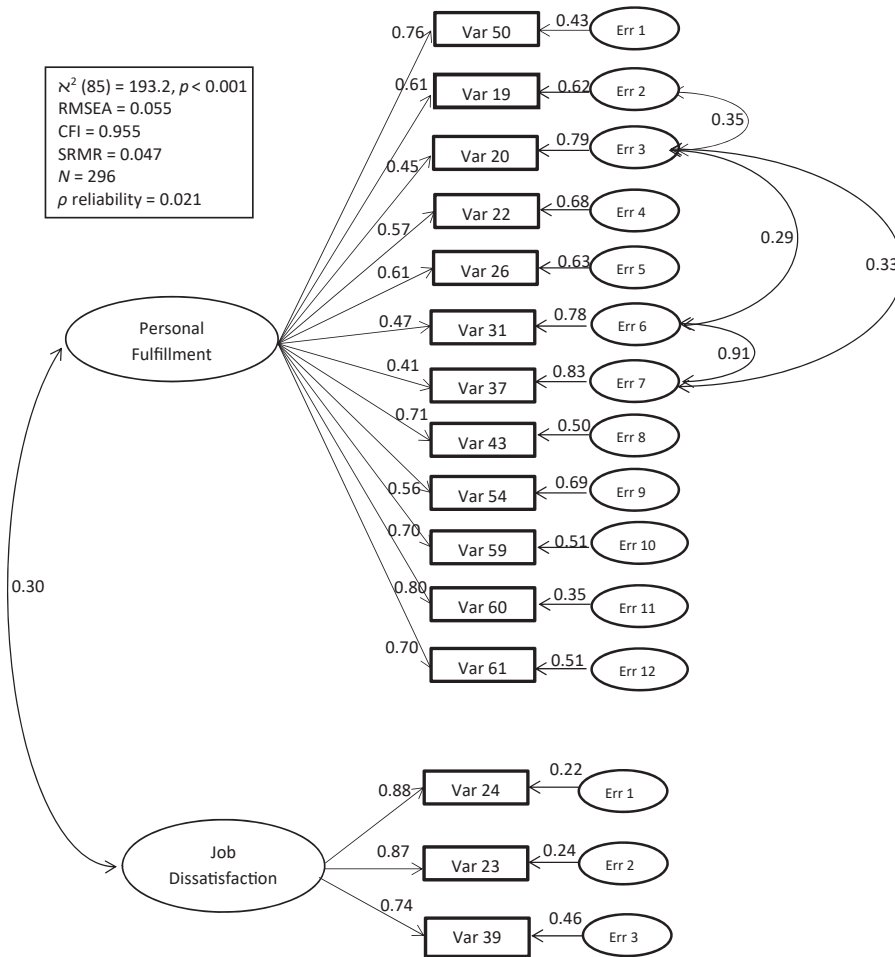 א² (85) = 193.2, p < 0.001
RMSEA = 0.055
CFI = 0.955
SRMR = 0.047
N = 296
ρ reliability = 0.021
0.76 Var 50 0.43 Err 1
0.61 Var 19 0.62 Err 2
0.35
0.45 Var 20 0.79 Err 3
0.57 Var 22 0.68 Err 4
0.29
0.33
0.61 Var 26 0.63 Err 5
Personal
Fulfillment
0.47 Var 31 0.78 Err 6
0.91
0.41 Var 37 0.83 Err 7
0.71 Var 43 0.50 Err 8
0.56 Var 54 0.69 Err 9
0.70 Var 59 0.51 Err 10
0.30
0.80 Var 60 0.35 Err 11
0.70 Var 61 0.51 Err 12
0.88 Var 24 0.22 Err 1
Job
Dissatisfaction
0.87 Var 23 0.24 Err 2
0.74 Var 39 0.46 Err 3